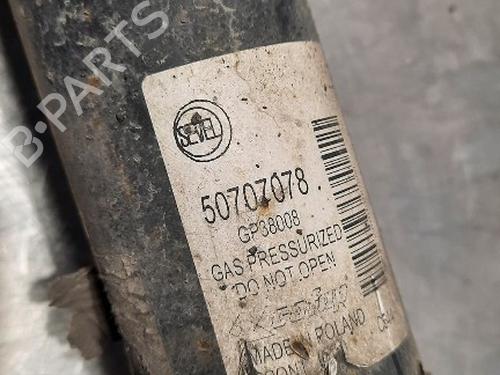 B-PARTS
SEVEL
50707078
GP38008
GAS PRESSURIZED
DO NOT OPEN
MADE IN POLAND